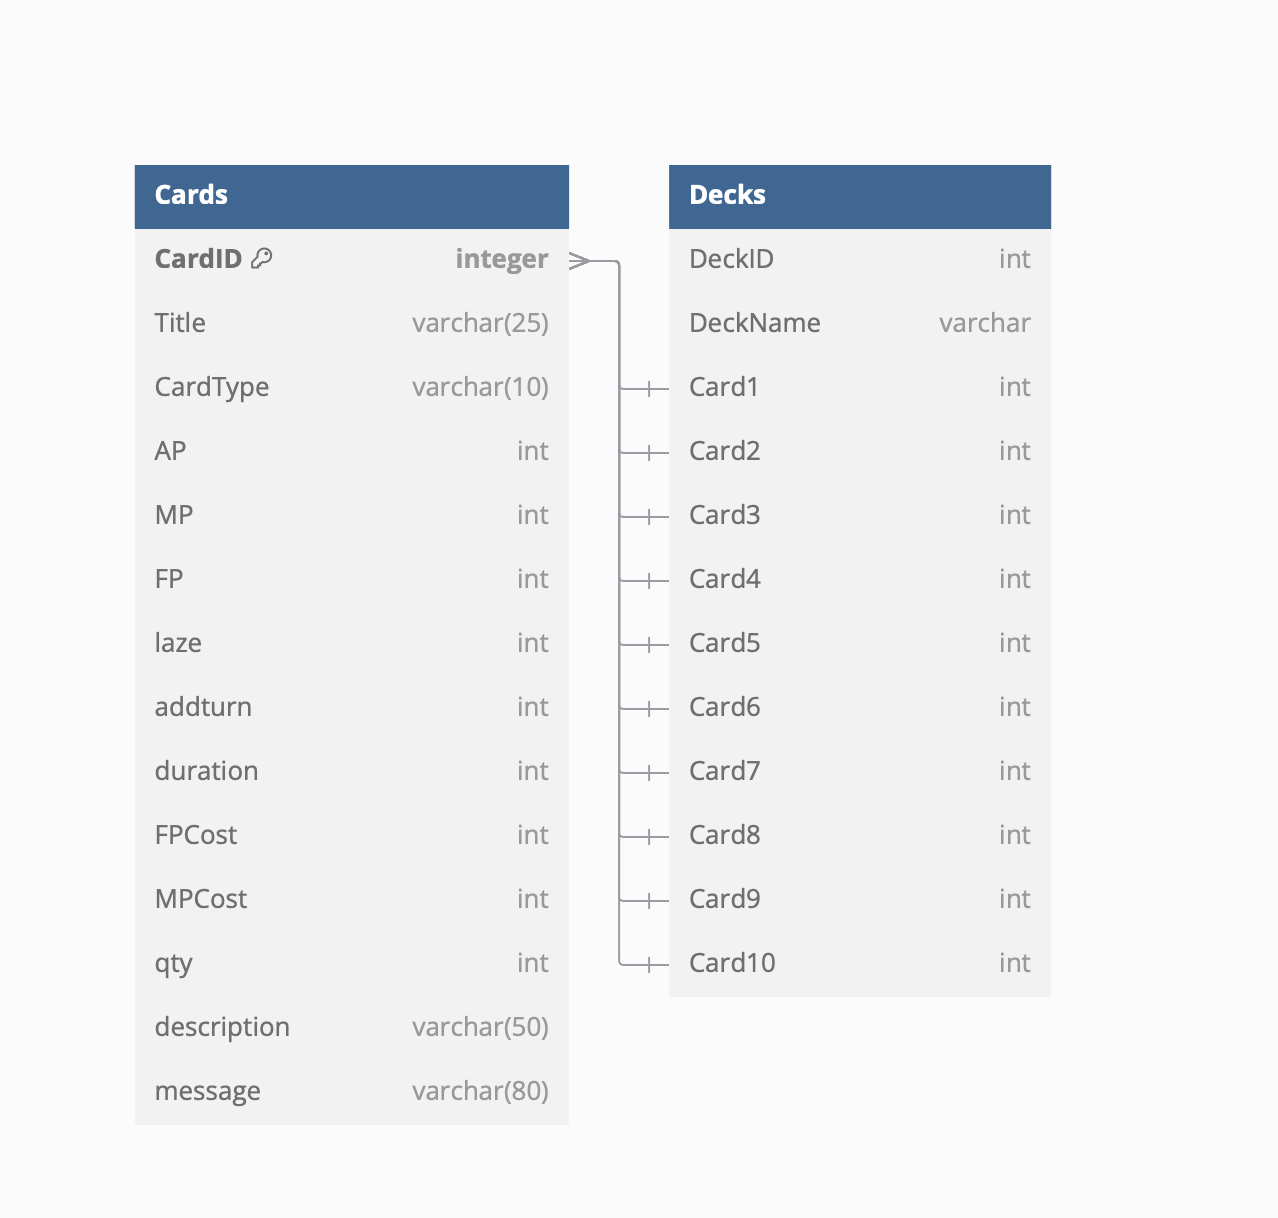 Cards
CardID integer
Title varchar(25)
CardType varchar(10)
AP int
MP int
FP int
laze int
addturn int
duration int
FPCost int
MPCost int
qty int
description varchar(50)
message varchar(80)
Decks
DeckID int
DeckName varchar
Card1 int
Card2 int
Card3 int
Card4 int
Card5 int
Card6 int
Card7 int
Card8 int
Card9 int
Card10 int